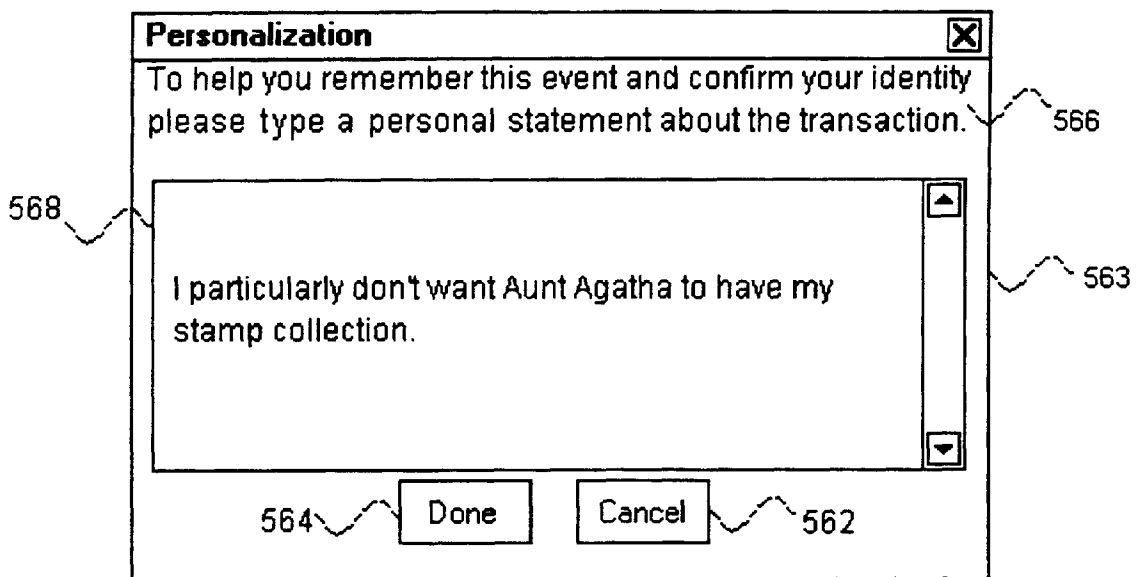 Personalization
To help you remember this event and confirm your identity
please type a personal statement about the transaction.
566
568
563
I particularly don't want Aunt Agatha to have my
stamp collection.
564
Done
Cancel
562